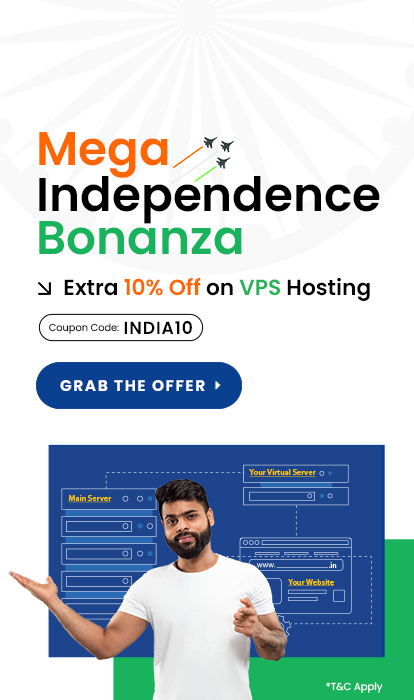 Mega
Independence
Bonanza
Extra 10% Off on VPS Hosting
Coupon Code: INDIA10
GRAB THE OFFER
Your Virtual Server
Main Server
www. .in
Your Website
*T&C Apply